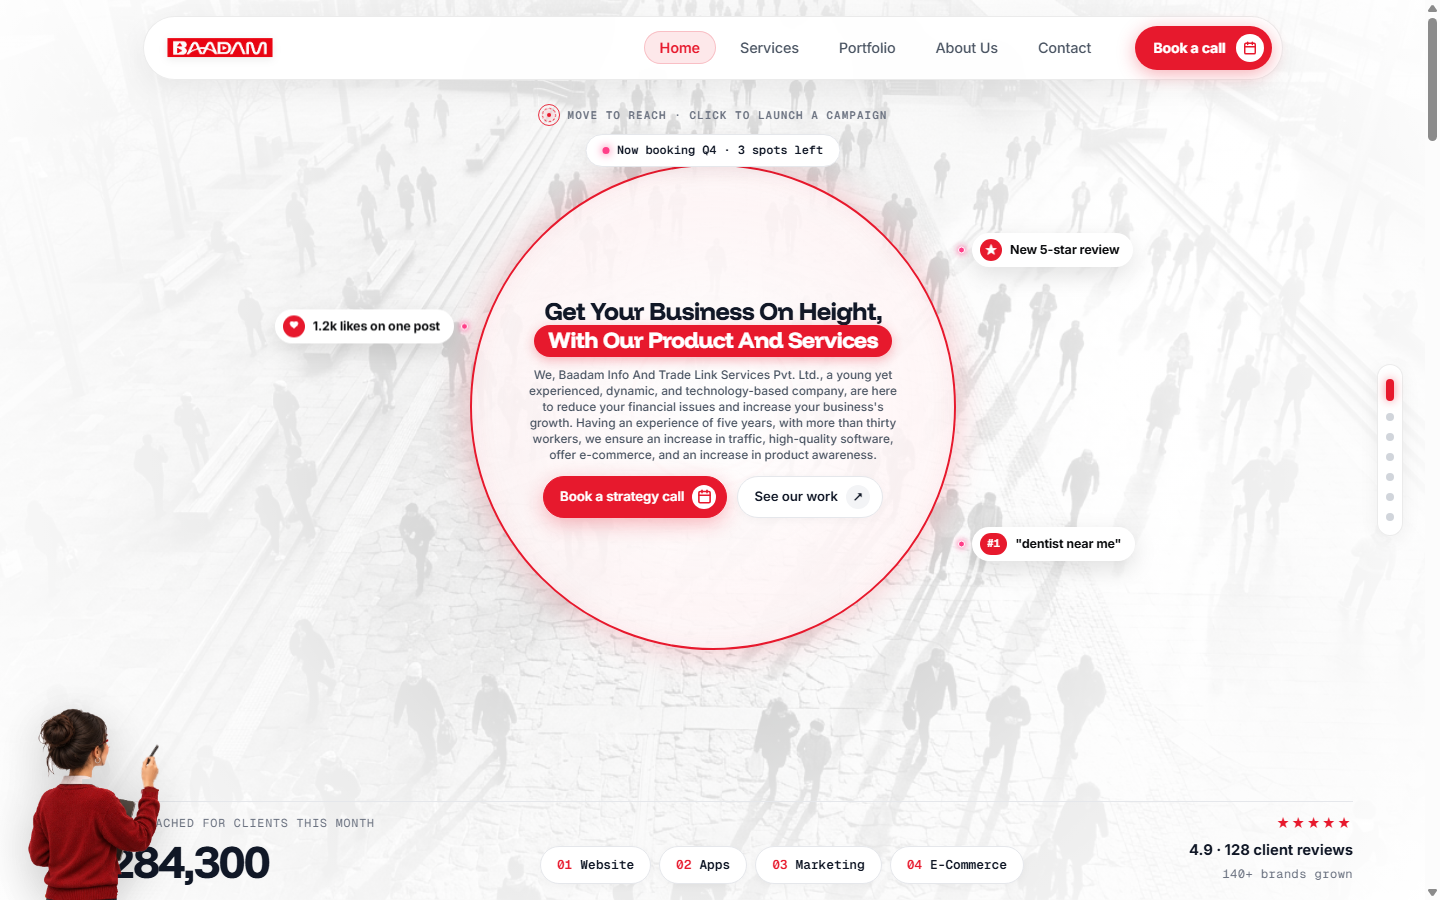 BAADAM
Home
Services
Portfolio
About Us
Contact
Book a call
MOVE TO REACH · CLICK TO LAUNCH A CAMPAIGN
Now booking Q4 · 3 spots left
New 5-star review
1.2k likes on one post
Get Your Business On Height,
With Our Product And Services
We, Baadam Info And Trade Link Services Pvt. Ltd., a young yet
experienced, dynamic, and technology-based company, are here
to reduce your financial issues and increase your business's
growth. Having an experience of five years, with more than thirty
workers, we ensure an increase in traffic, high-quality software,
offer e-commerce, and an increase in product awareness.
Book a strategy call
See our work ↗
#1 "dentist near me"
ACHED FOR CLIENTS THIS MONTH
284,300
01 Website
02 Apps
03 Marketing
04 E-Commerce
★★★★★
4.9 · 128 client reviews
140+ brands grown